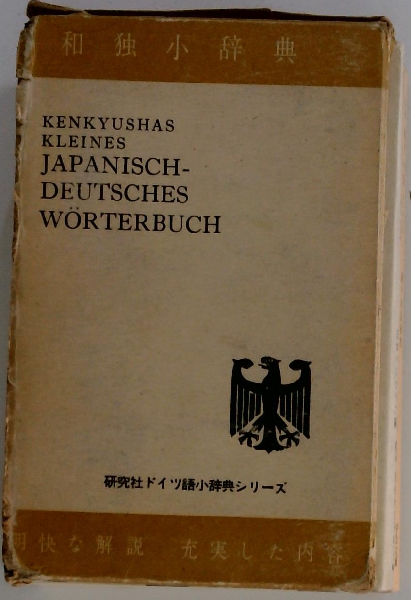 和独小辞典
KENKYUSHAS
KLEINES
JAPANISCH-
DEUTSCHES
WÖRTERBUCH
研究社ドイツ語小辞典シリーズ
明快な解説 充実した内容